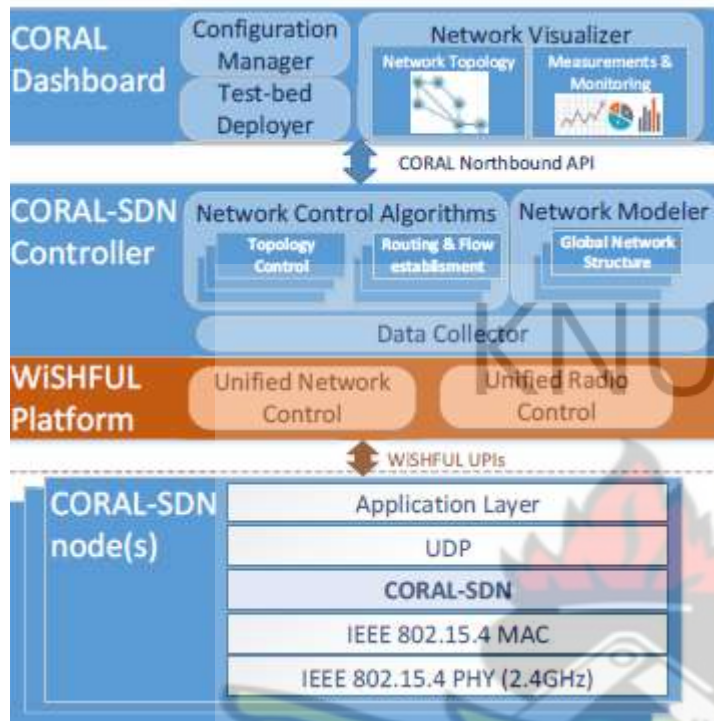 CORAL
Dashboard
Configuration
Manager
Test-bed
Deployer
Network Visualizer
Network Topology
Measurements &
Monitoring
CORAL Northbound API
CORAL-SDN
Controller
Network Control Algorithms
Topology
Control
Routing & Flow
establisment
Network Modeler
Global Network
Structure
Data Collector
KNU
WiSHFUL
Platform
Unified Network
Control
Unified Radio
Control
WiSHFUL UPIs
CORAL-SDN
node(s)
Application Layer
UDP
CORAL-SDN
IEEE 802.15.4 MAC
IEEE 802.15.4 PHY (2.4GHz)